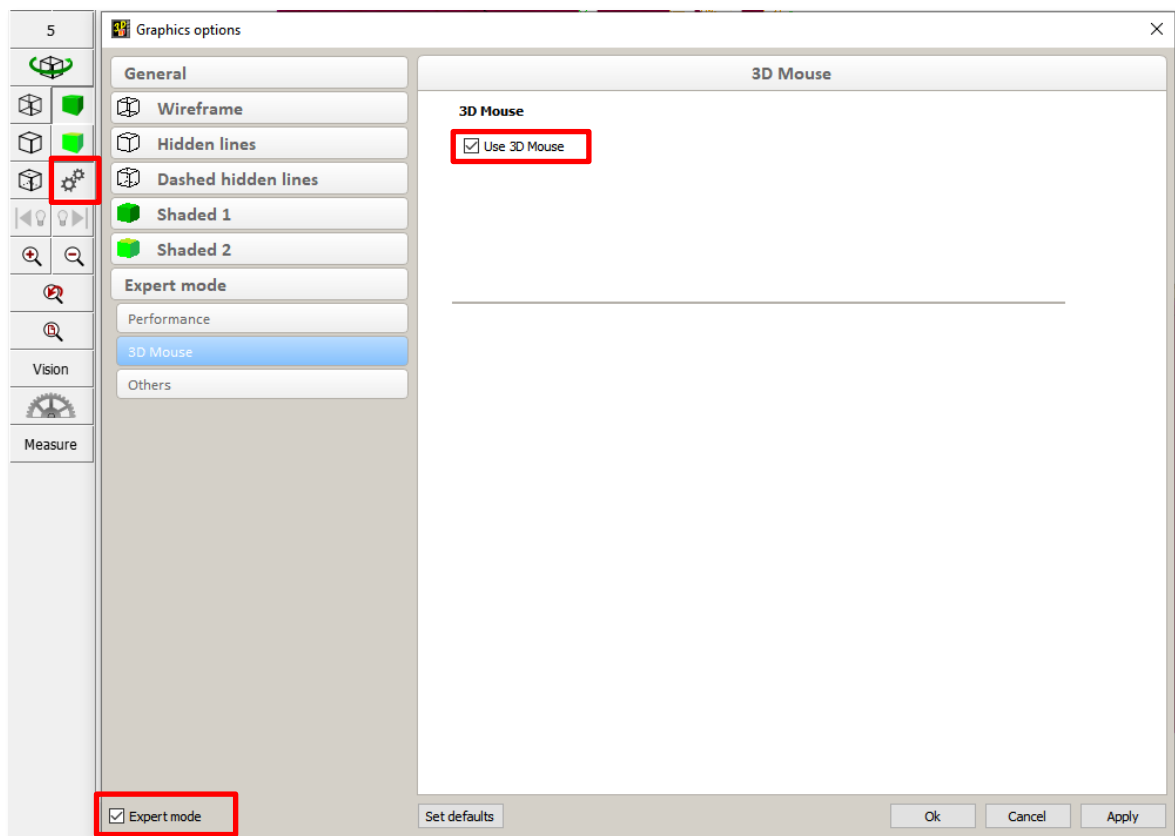 5
Vision
Measure
Graphics options
General
Wireframe
Hidden lines
Dashed hidden lines
Shaded 1
Shaded 2
Expert mode
Performance
3D Mouse
Others
Expert mode
3D Mouse
3D Mouse
Use 3D Mouse
Set defaults
Ok
Cancel
Apply